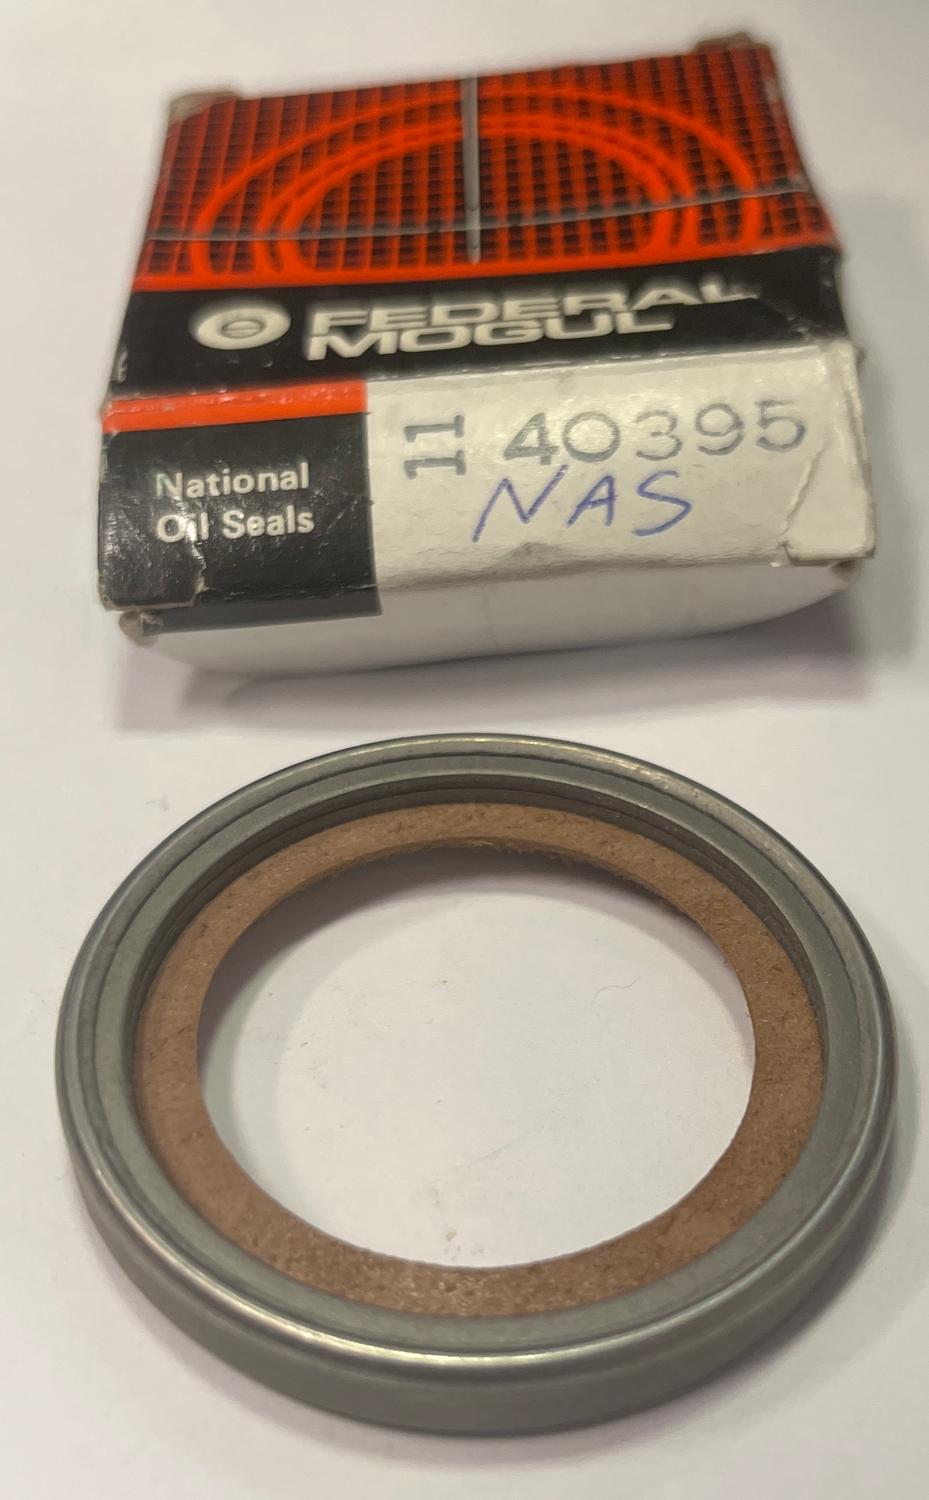 FEDERAL
MOGUL
National
Oil Seals
11 40395
NAS